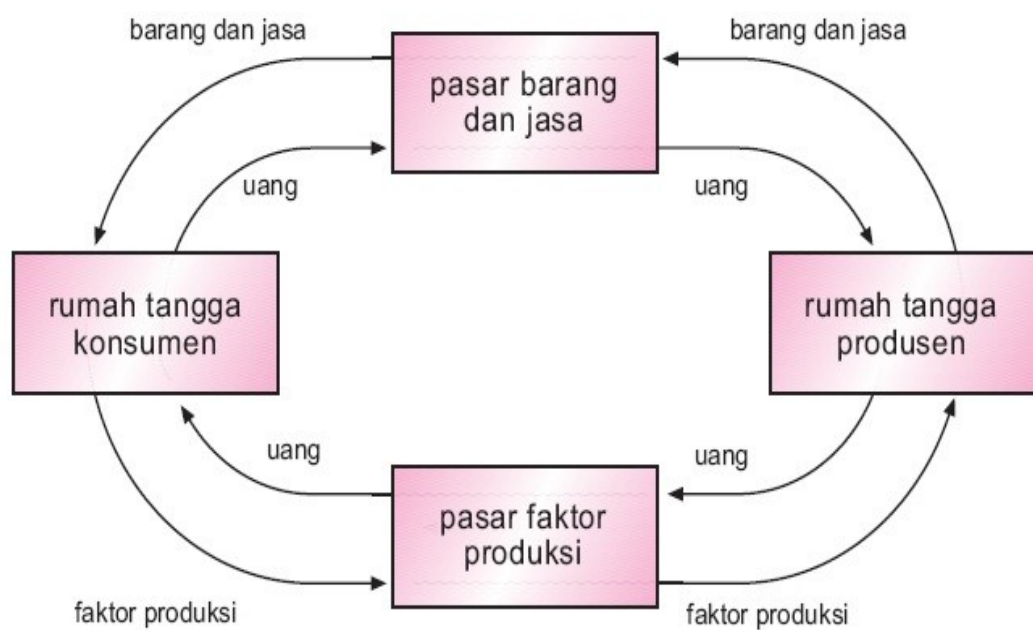 barang dan jasa
barang dan jasa
pasar barang
dan jasa
uang
uang
rumah tangga
konsumen
rumah tangga
produsen
uang
uang
pasar faktor
produksi
faktor produksi
faktor produksi